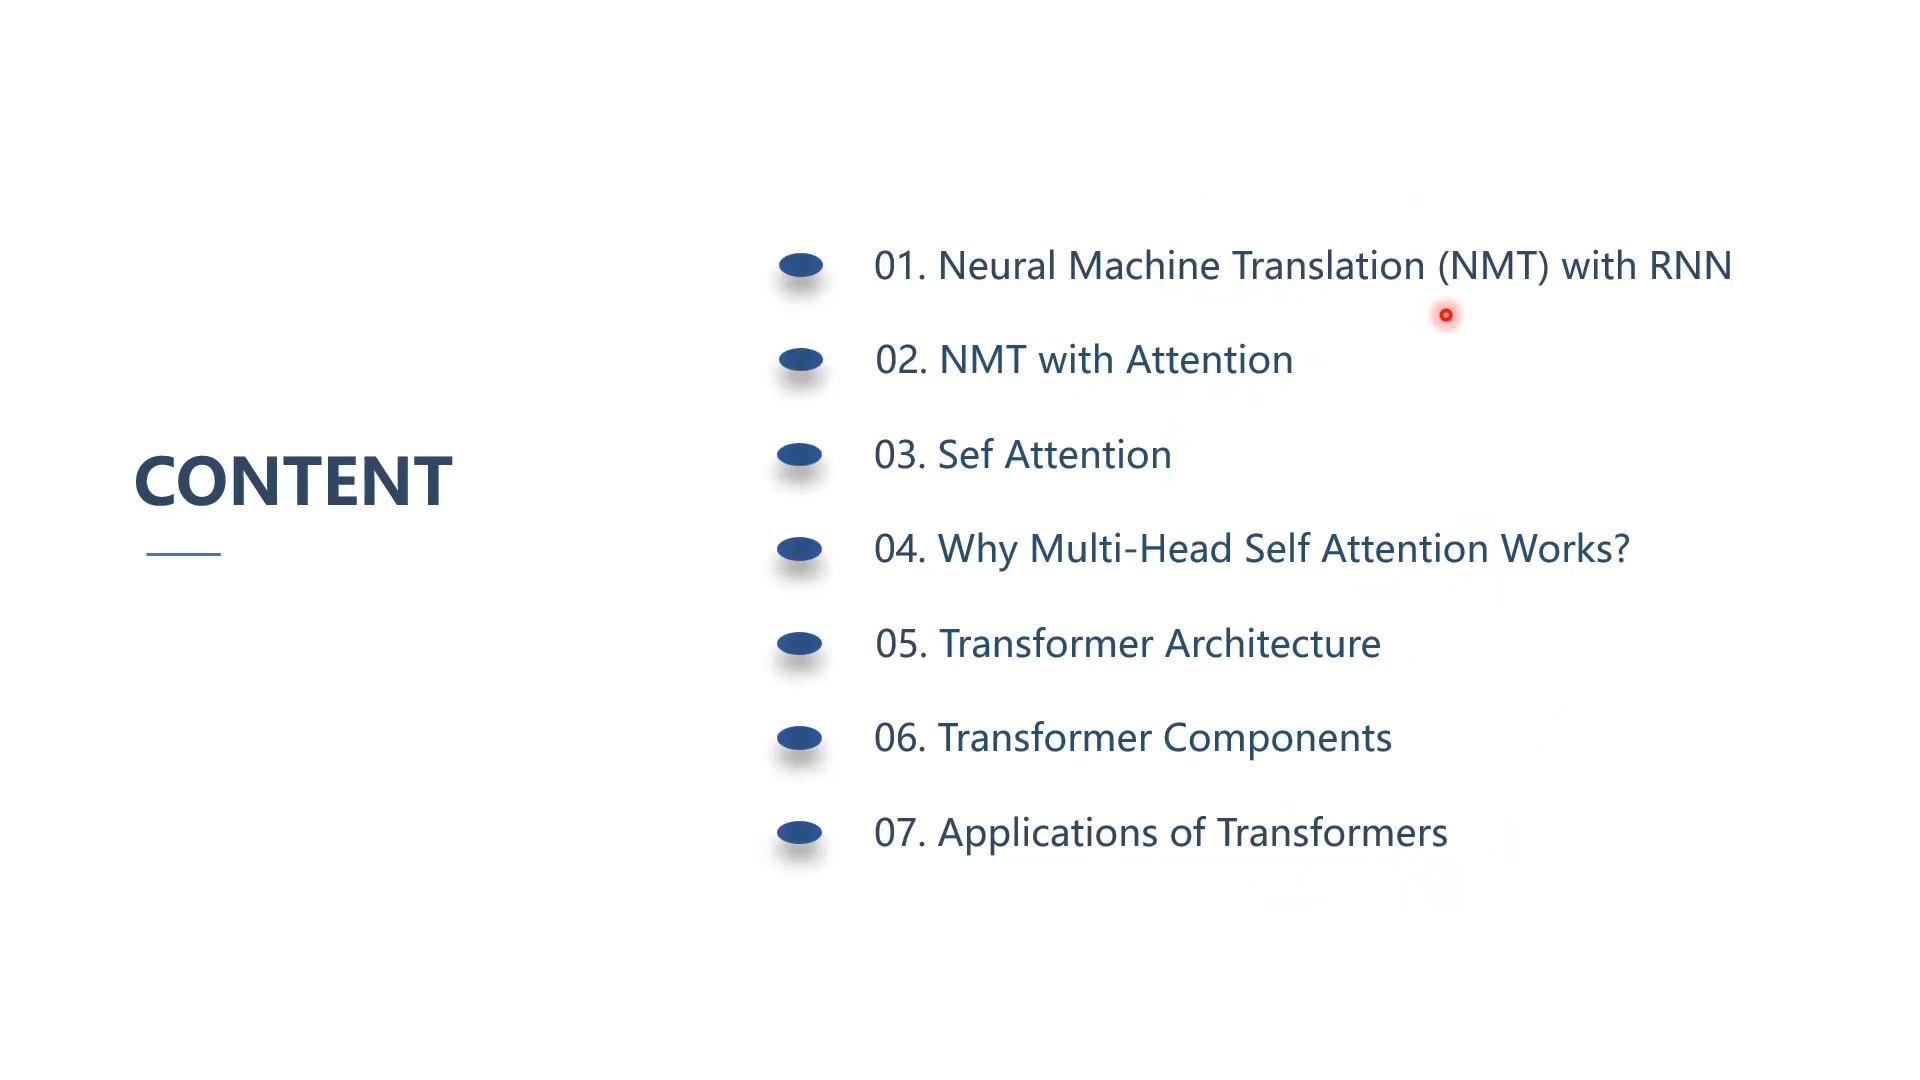 CONTENT
01. Neural Machine Translation (NMT) with RNN
02. NMT with Attention
03. Sef Attention
04. Why Multi-Head Self Attention Works?
05. Transformer Architecture
06. Transformer Components
07. Applications of Transformers